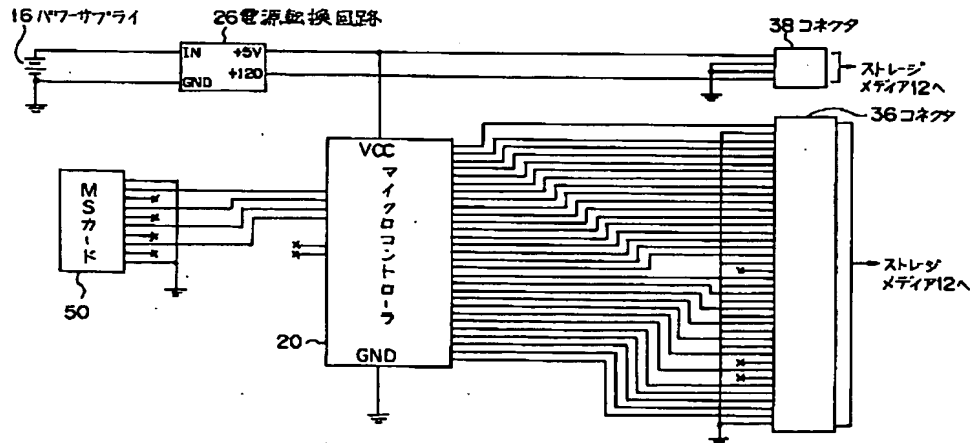 16 パワーサプライ
26 電源転換回路
38 コネクタ
IN
+5V
+12D
GND
ストレージ
メディア12へ
36 コネクタ
VCC
マイクロコントローラ
MSカード
ストレージ
メディア12へ
50
20
GND